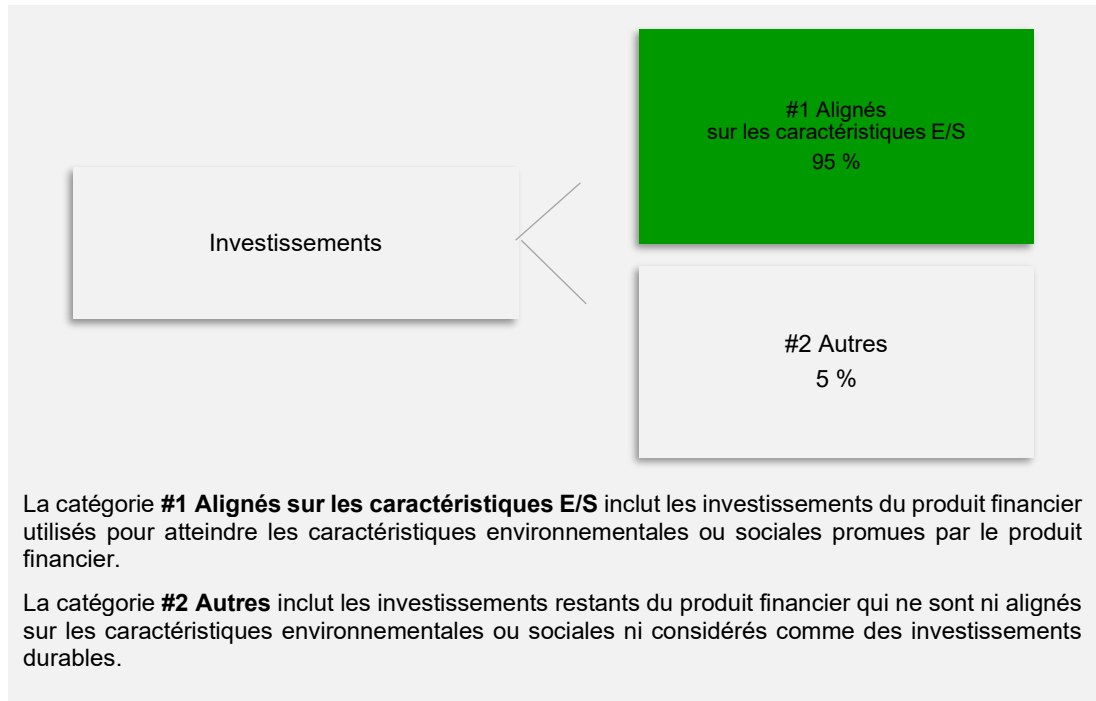 #1 Alignés
sur les caractéristiques E/S
95 %
Investissements
#2 Autres
5 %
La catégorie #1 Alignés sur les caractéristiques E/S inclut les investissements du produit financier
utilisés pour atteindre les caractéristiques environnementales ou sociales promues par le produit
financier.
La catégorie #2 Autres inclut les investissements restants du produit financier qui ne sont ni alignés
sur les caractéristiques environnementales ou sociales ni considérés comme des investissements
durables.